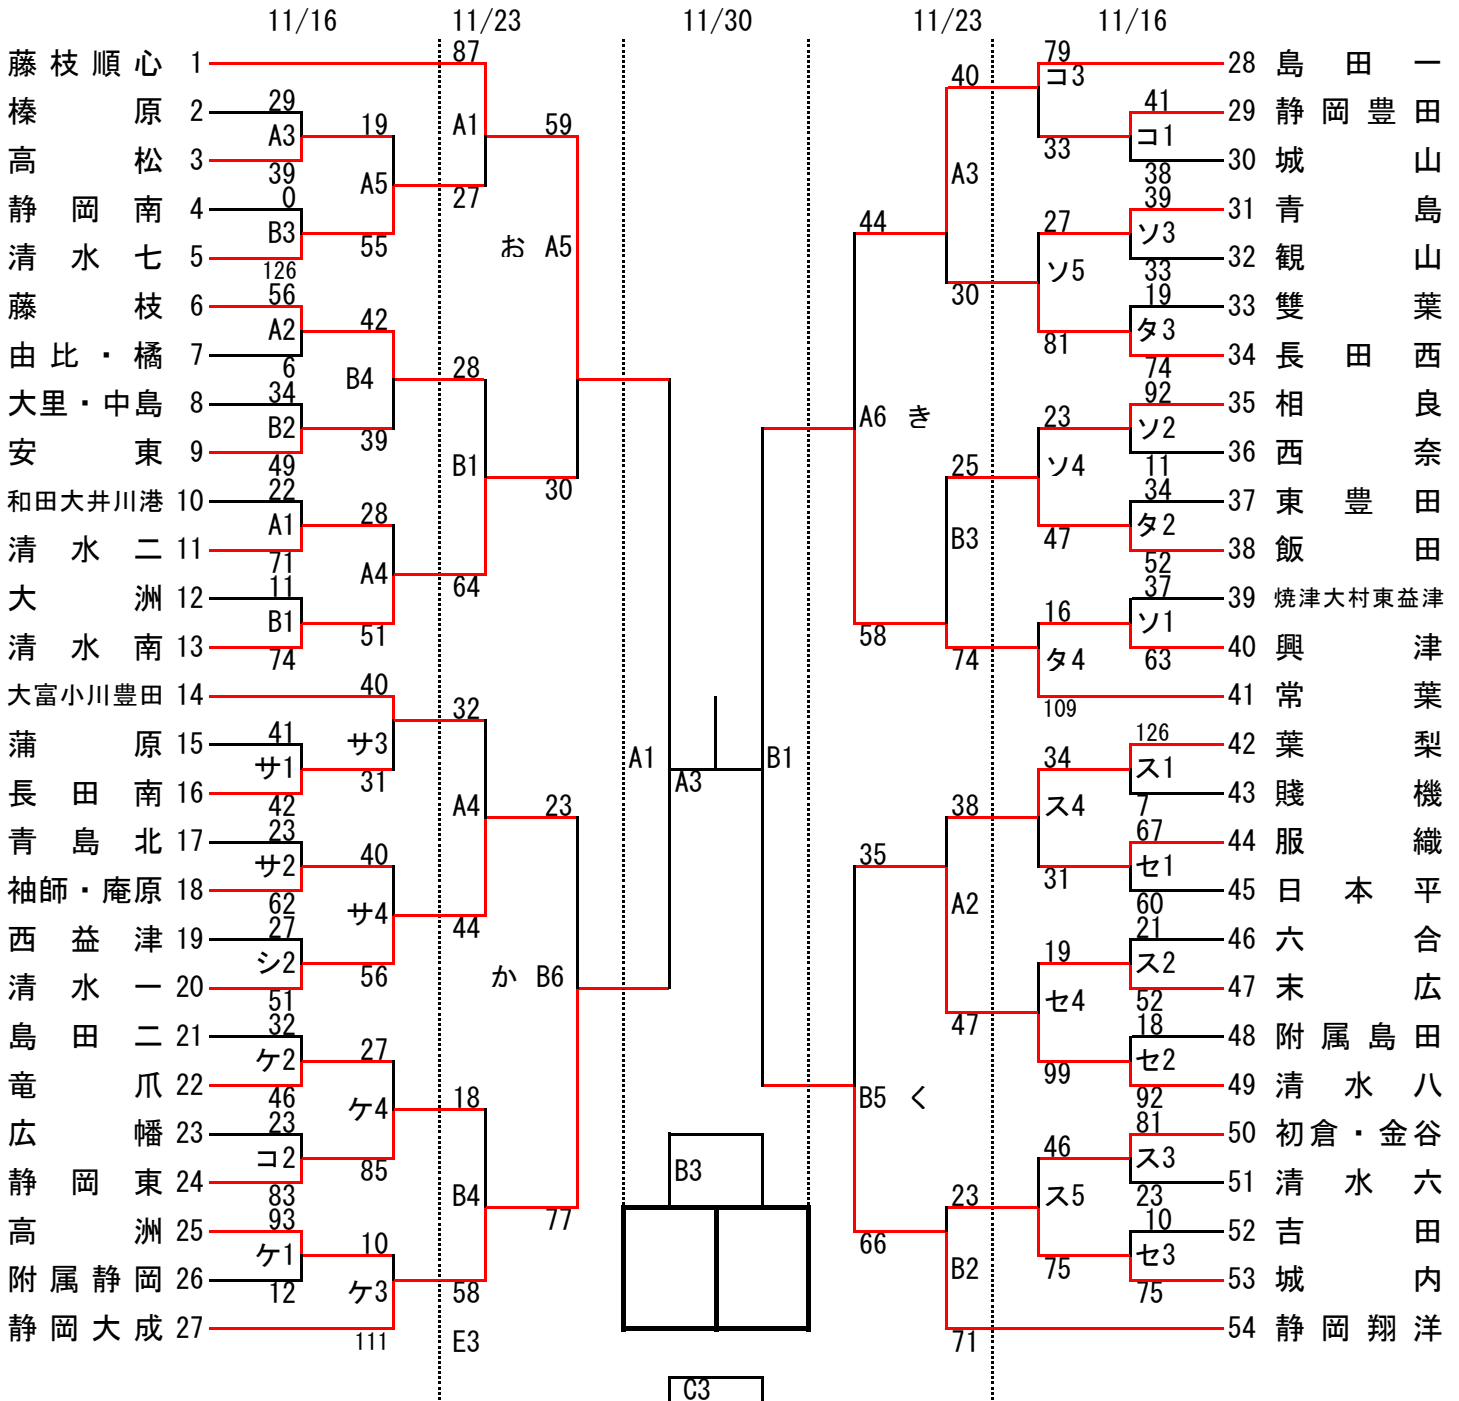 11/16 11/23 11/30 11/23 11/16
藤枝順心 1
榛原 2
高松 3
静岡南 4
清水七 5
藤枝 6
由比・橘 7
大里・中島 8
安東 9
和田大井川港 10
清水二 11
大洲 12
清水南 13
大富小川豊田 14
蒲原 15
長田南 16
青島北 17
袖師・庵原 18
西益津 19
清水一 20
島田二 21
竜爪 22
広幡 23
静岡東 24
高洲 25
附属静岡 26
静岡大成 27
29
A3
39
0
B3
126
56
A2
6
34
B2
49
22
A1
71
11
B1
74
41
サ1
42
23
サ2
62
27
シ2
51
32
ケ2
46
23
コ2
83
93
ケ1
12
19
A5
55
42
B4
39
28
A4
51
40
サ3
31
40
サ4
56
27
ケ4
85
10
ケ3
111
87
A1
27
28
B1
64
32
A4
44
18
B4
58
E3
59
お A5
30
23
か B6
77
A1
A3
B1
B3
C3
44
A6 き
58
35
B5 く
66
40
A3
30
25
B3
74
38
A2
47
23
B2
71
79
コ3
33
27
ソ5
81
23
ソ4
47
16
タ4
109
34
ス4
31
19
セ4
99
46
ス5
75
41
コ1
38
39
ソ3
33
19
タ3
74
92
ソ2
11
34
タ2
52
37
ソ1
63
126
ス1
7
67
セ1
60
21
ス2
52
18
セ2
92
81
ス3
23
10
セ3
75
28 島田一
29 静岡豊田
30 城山
31 青島
32 観山
33 雙葉
34 長田西
35 相良
36 西奈
37 東豊田
38 飯田
39 焼津大村東益津
40 興津
41 常葉
42 葉梨
43 賤機
44 服織
45 日本平
46 六合
47 末広
48 附属島田
49 清水八
50 初倉・金谷
51 清水六
52 吉田
53 城内
54 静岡翔洋